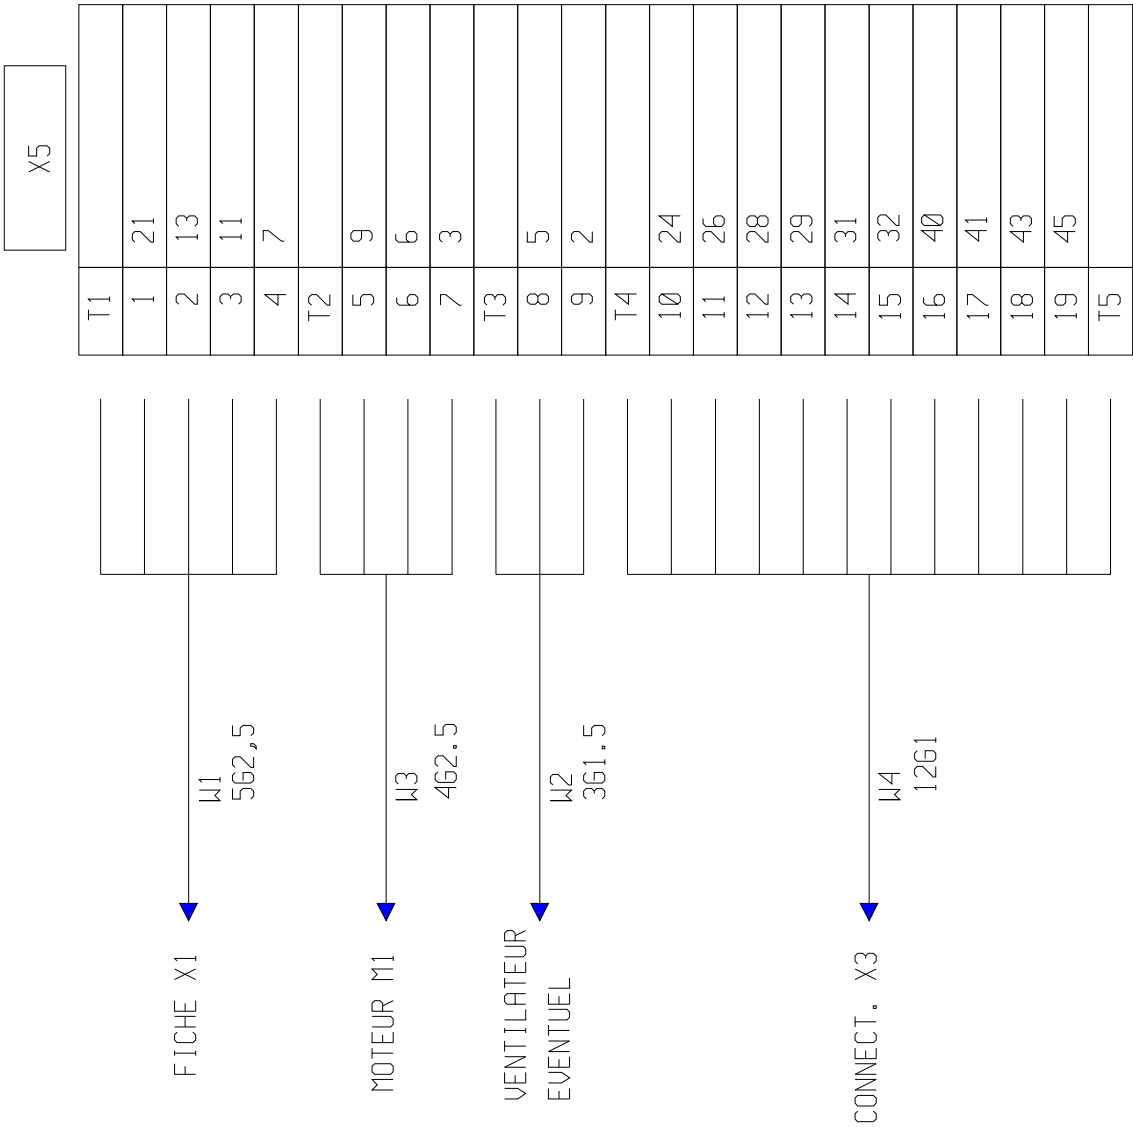 X5
T1
1 21
2 13
3 11
4 7
T2
5 9
6 6
7 3
T3
8 5
9 2
T4
10 24
11 26
12 28
13 29
14 31
15 32
16 40
17 41
18 43
19 45
T5
FICHE X1
W1
5G2,5
MOTEUR M1
W3
4G2.5
VENTILATEUR
EVENTUEL
W2
3G1.5
CONNECT. X3
W4
12G1